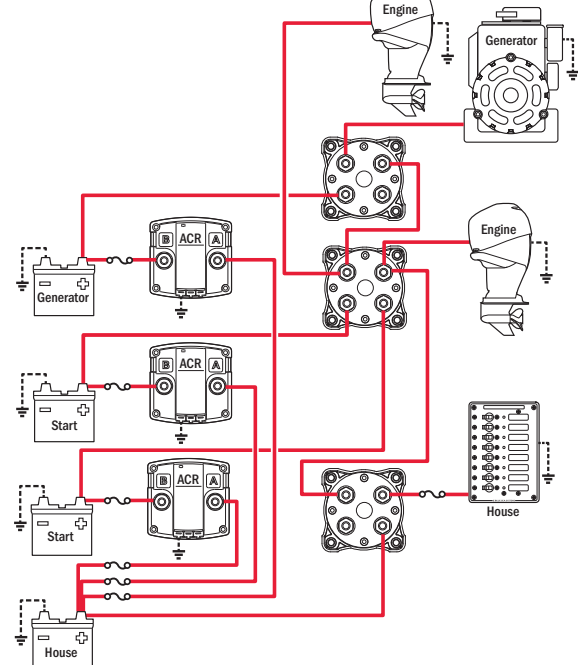 Engine
Generator
B ACR A
Generator
Engine
B ACR A
Start
B ACR A
Start
House
House